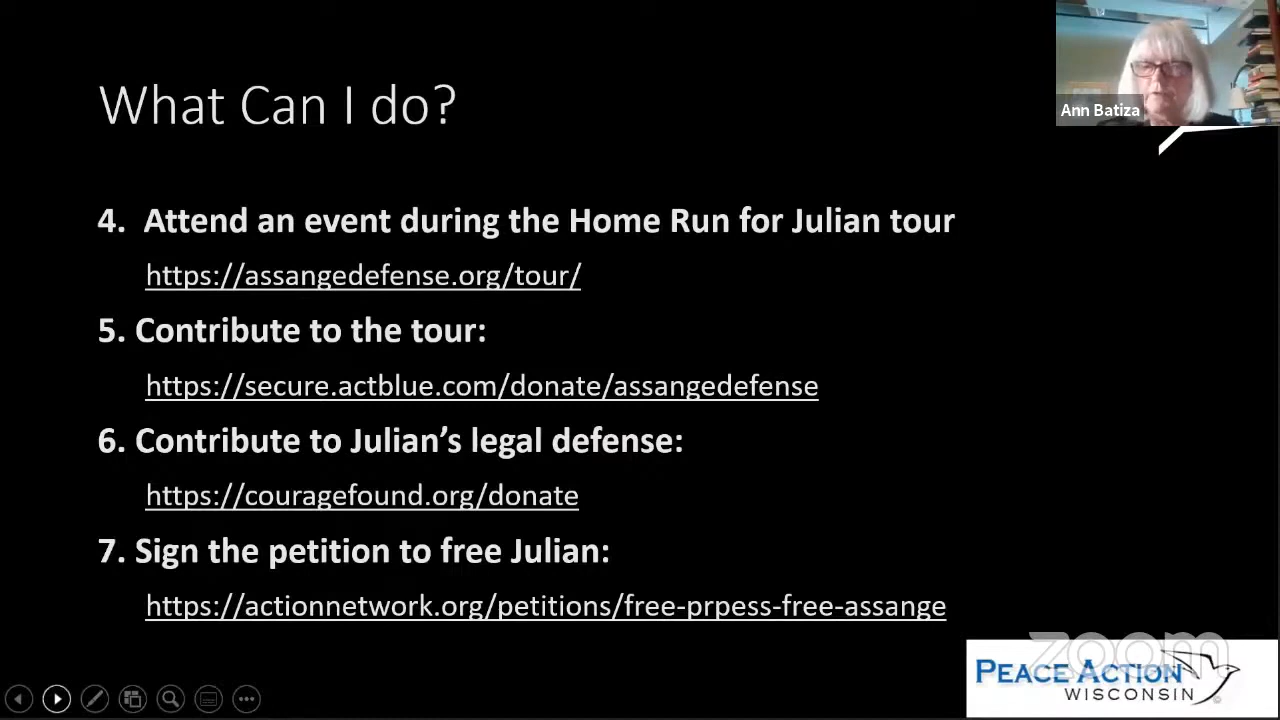 What Can I do?
Ann Batiza
4. Attend an event during the Home Run for Julian tour
https://assangedefense.org/tour/
5. Contribute to the tour:
https://secure.actblue.com/donate/assangedefense
6. Contribute to Julian’s legal defense:
https://couragefound.org/donate
7. Sign the petition to free Julian:
https://actionnetwork.org/petitions/free-prpess-free-assange
zoom
PEACE ACTION
WISCONSIN